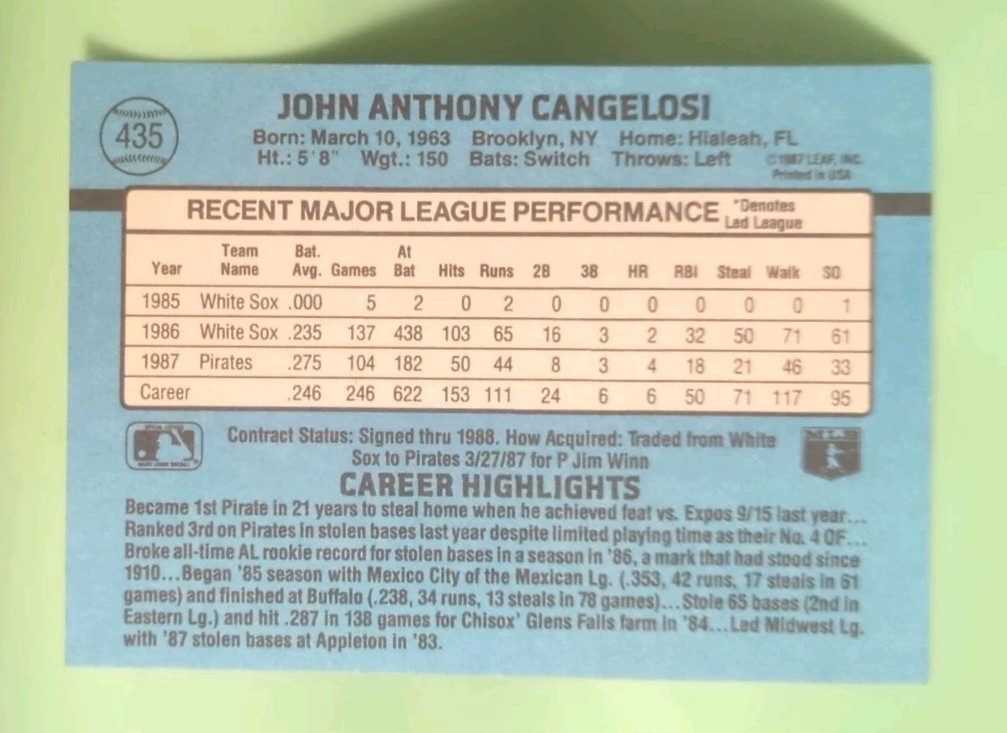 435
JOHN ANTHONY CANGELOSI
Born: March 10, 1963 Brooklyn, NY Home: Hialeah, FL
Ht.: 5'8" Wgt.: 150 Bats: Switch Throws: Left
©1987 LEAF, INC.
Printed in USA
RECENT MAJOR LEAGUE PERFORMANCE
*Denotes
Led League
Year Team Name Bat. Avg. Games At Bat Hits Runs 2B 3B HR RBI Steal Walk SO
1985 White Sox .000 5 2 0 2 0 0 0 0 0 0 1
1986 White Sox .235 137 438 103 65 16 3 2 32 50 71 61
1987 Pirates .275 104 182 50 44 8 3 4 18 21 46 33
Career .246 246 622 153 111 24 6 6 50 71 117 95
Contract Status: Signed thru 1988. How Acquired: Traded from White
Sox to Pirates 3/27/87 for P Jim Winn
MLB
CAREER HIGHLIGHTS
Became 1st Pirate in 21 years to steal home when he achieved feat vs. Expos 9/15 last year...
Ranked 3rd on Pirates in stolen bases last year despite limited playing time as their No. 4 OF...
Broke all-time AL rookie record for stolen bases in a season in '86, a mark that had stood since
1910...Began '85 season with Mexico City of the Mexican Lg. (.353, 42 runs, 17 steals in 61
games) and finished at Buffalo (.238, 34 runs, 13 steals in 78 games)...Stole 65 bases (2nd in
Eastern Lg.) and hit .287 in 138 games for Chisox' Glens Falls farm in '84...Led Midwest Lg.
with '87 stolen bases at Appleton in '83.